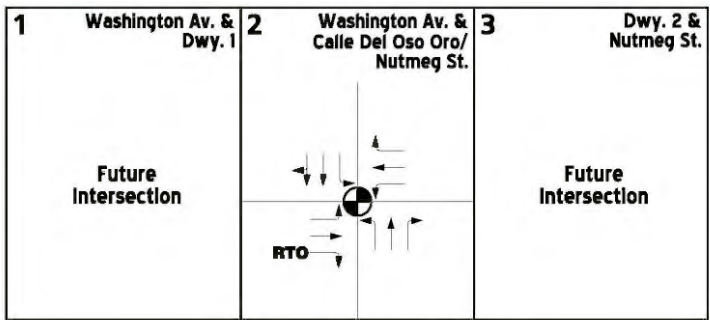 1
Washington Av. &
Dwy. 1
Future
Intersection
2
Washington Av. &
Calle Del Oso Oro/
Nutmeg St.
RTO
3
Dwy. 2 &
Nutmeg St.
Future
Intersection